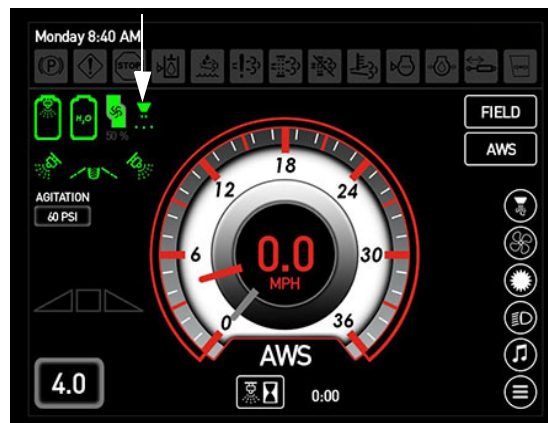 Monday 8:40 AM
(P)
STOP
H₂O
50 %
FIELD
AWS
AGITATION
60 PSI
0
6
12
18
24
30
36
0.0
MPH
AWS
4.0
0:00